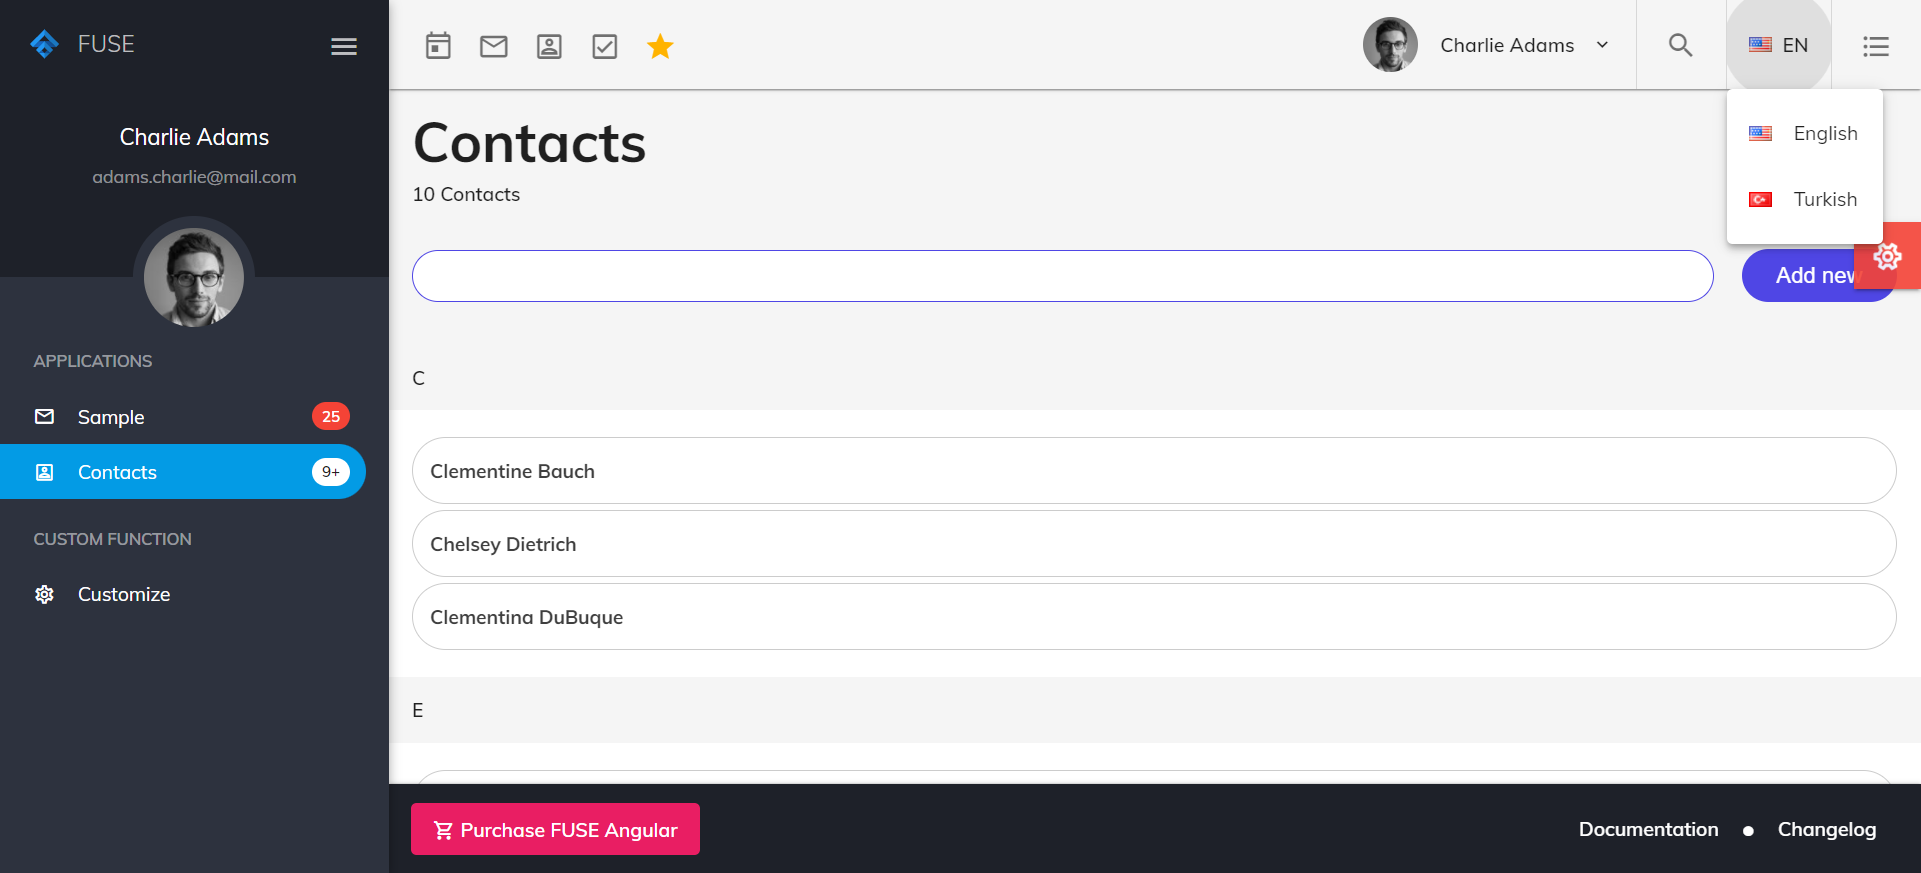 FUSE
Charlie Adams
adams.charlie@mail.com
APPLICATIONS
Sample
25
Contacts
9+
CUSTOM FUNCTION
Customize
Charlie Adams
EN
English
Turkish
Contacts
10 Contacts
Add new
C
Clementine Bauch
Chelsey Dietrich
Clementina DuBuque
E
Purchase FUSE Angular
Documentation
Changelog